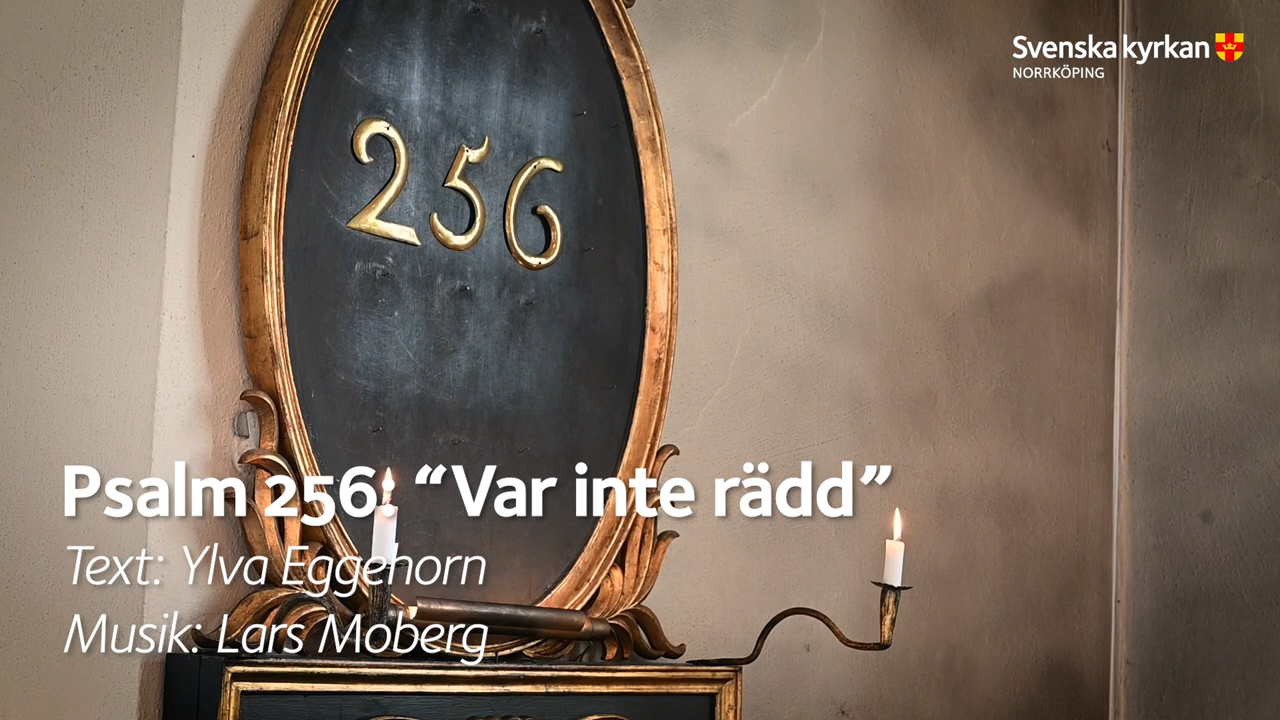 Svenska kyrkan
NORRKÖPING
256
Psalm 256: “Var inte rädd”
Text: Ylva Eggehorn
Musik: Lars Moberg